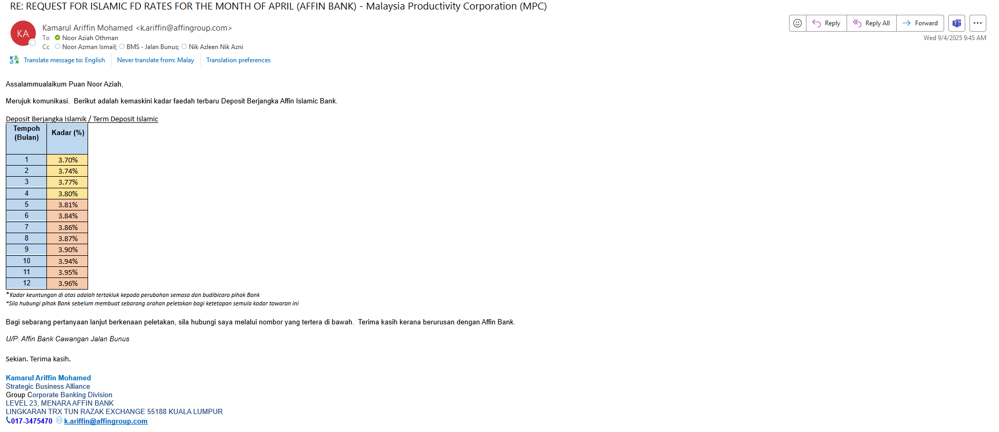 RE: REQUEST FOR ISLAMIC FD RATES FOR THE MONTH OF APRIL (AFFIN BANK) - Malaysia Productivity Corporation (MPC)
KA
Kamarul Ariffin Mohamed <k.ariffin@affingroup.com>
To Noor Aziah Othman
Cc Noor Azman Ismail; BMS - Jalan Bunus; Nik Azleen Nik Azni
Reply Reply All Forward
Wed 9/4/2025 9:45 AM
Translate message to: English Never translate from: Malay Translation preferences
Assalammualaikum Puan Noor Aziah,
Merujuk komunikasi. Berikut adalah kemaskini kadar faedah terbaru Deposit Berjangka Affin Islamic Bank.
Deposit Berjangka Islamik / Term Deposit Islamic
Tempoh (Bulan) Kadar (%)
1 3.70%
2 3.74%
3 3.77%
4 3.80%
5 3.81%
6 3.84%
7 3.86%
8 3.87%
9 3.90%
10 3.94%
11 3.95%
12 3.96%
*Kadar keuntungan di atas adalah tertakluk kepada perubahan semasa dan budibicara pihak Bank
*Sila hubungi pihak Bank sebelum membuat sebarang arahan peletakan bagi ketetapan semula kadar tawaran ini
Bagi sebarang pertanyaan lanjut berkenaan peletakan, sila hubungi saya melalui nombor yang tertera di bawah. Terima kasih kerana berurusan dengan Affin Bank.
U/P: Affin Bank Cawangan Jalan Bunus
Sekian. Terima kasih.
Kamarul Ariffin Mohamed
Strategic Business Alliance
Group Corporate Banking Division
LEVEL 23, MENARA AFFIN BANK
LINGKARAN TRX TUN RAZAK EXCHANGE 55188 KUALA LUMPUR
017-3475470 k.ariffin@affingroup.com